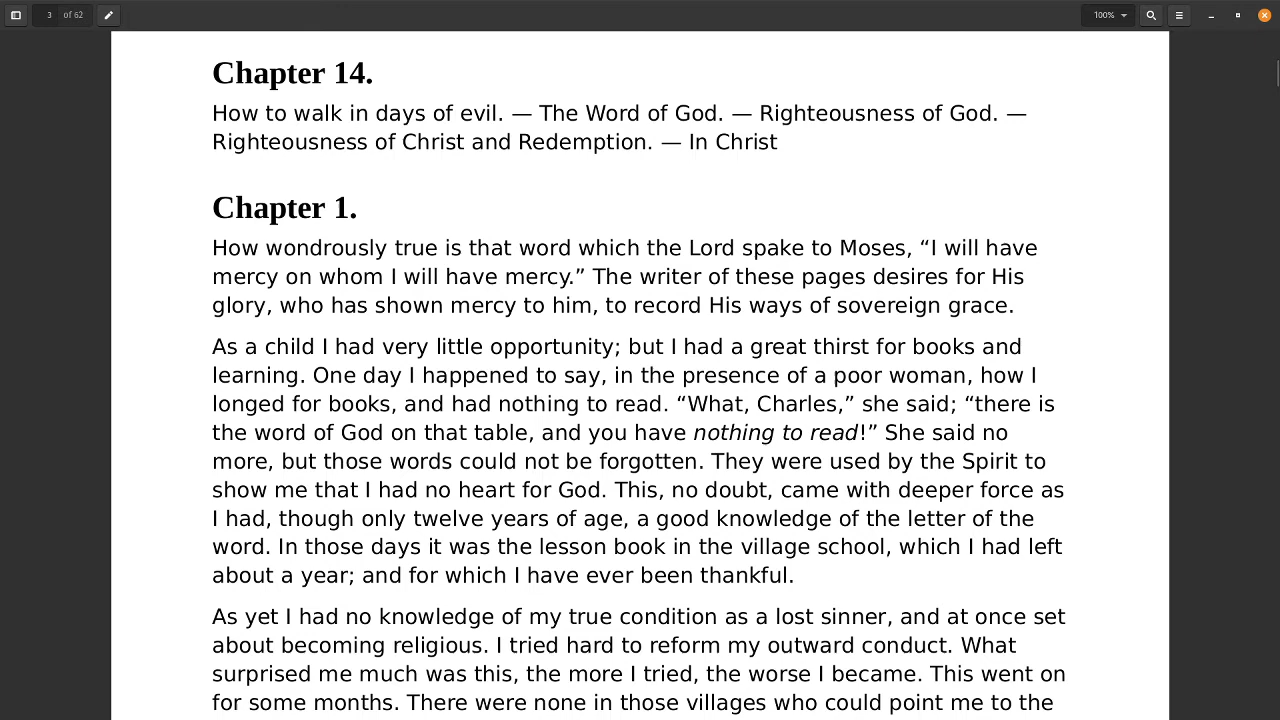 3 of 62
100%
Chapter 14.
How to walk in days of evil. — The Word of God. — Righteousness of God. —
Righteousness of Christ and Redemption. — In Christ
Chapter 1.
How wondrously true is that word which the Lord spake to Moses, “I will have
mercy on whom I will have mercy.” The writer of these pages desires for His
glory, who has shown mercy to him, to record His ways of sovereign grace.
As a child I had very little opportunity; but I had a great thirst for books and
learning. One day I happened to say, in the presence of a poor woman, how I
longed for books, and had nothing to read. “What, Charles,” she said; “there is
the word of God on that table, and you have nothing to read!” She said no
more, but those words could not be forgotten. They were used by the Spirit to
show me that I had no heart for God. This, no doubt, came with deeper force as
I had, though only twelve years of age, a good knowledge of the letter of the
word. In those days it was the lesson book in the village school, which I had left
about a year; and for which I have ever been thankful.
As yet I had no knowledge of my true condition as a lost sinner, and at once set
about becoming religious. I tried hard to reform my outward conduct. What
surprised me much was this, the more I tried, the worse I became. This went on
for some months. There were none in those villages who could point me to the